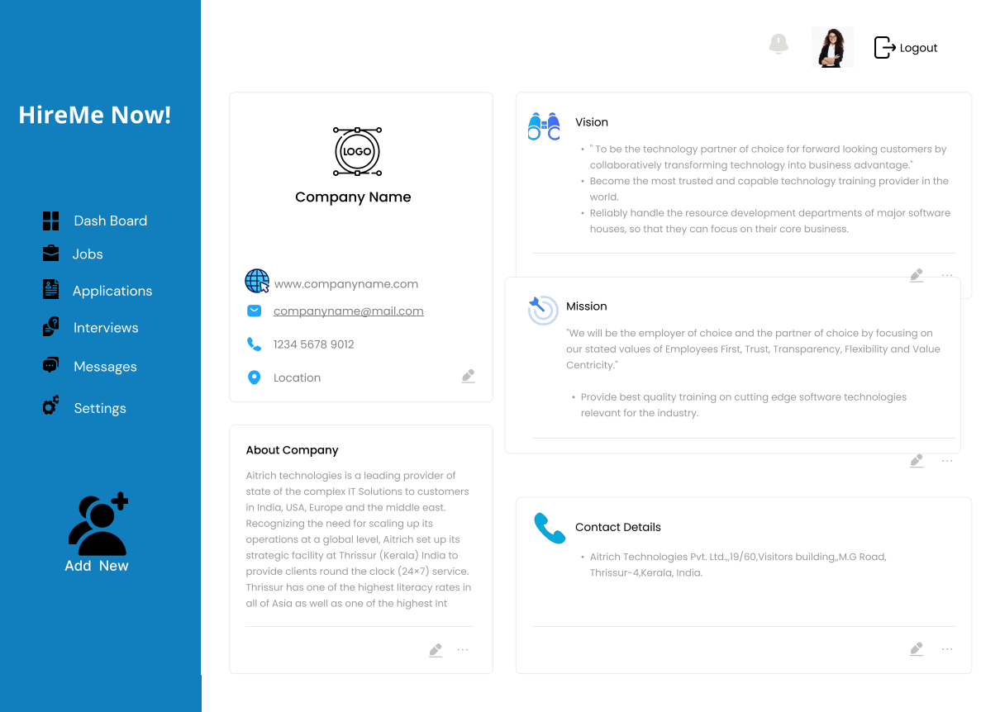 Logout
HireMe Now!
Dash Board
Jobs
Applications
Interviews
Messages
Settings
Add New
LOGO
Company Name
www.companyname.com
companyname@mail.com
1234 5678 9012
Location
About Company
Aitrich technologies is a leading provider of
state of the complex IT Solutions to customers
in India, USA, Europe and the middle east.
Recognizing the need for scaling up its
operations at a global level, Aitrich set up its
strategic facility at Thrissur (Kerala) India to
provide clients round the clock (24×7) service.
Thrissur has one of the highest literacy rates in
all of Asia as well as one of the highest Int
...
Vision
• " To be the technology partner of choice for forward looking customers by
collaboratively transforming technology into business advantage."
• Become the most trusted and capable technology training provider in the
world.
• Reliably handle the resource development departments of major software
houses, so that they can focus on their core business.
...
Mission
"We will be the employer of choice and the partner of choice by focusing on
our stated values of Employees First, Trust, Transparency, Flexibility and Value
Centricity."
• Provide best quality training on cutting edge software technologies
relevant for the industry.
...
Contact Details
• Aitrich Technologies Pvt. Ltd.,,19/60,Visitors building,,M.G Road,
Thrissur-4,Kerala, India.
...